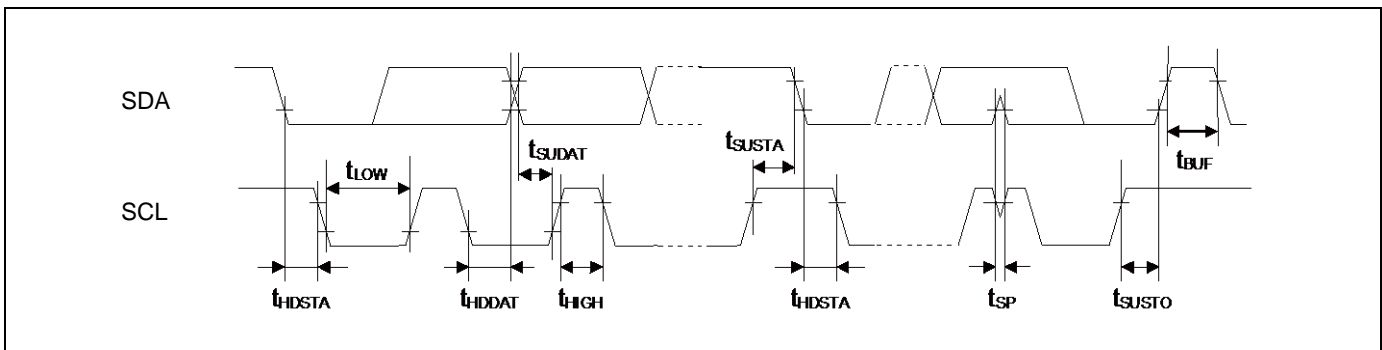 SDA
tSUDAT
tSUSTA
tBUF
tLOW
SCL
tHDSTA
tHDDAT
tHIGH
tHDSTA
tSP
tSUSTO